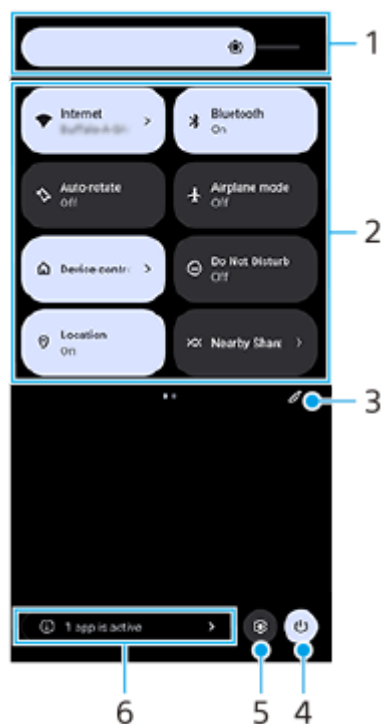 1
Internet
Bluetooth
On
Auto-rotate
Off
Airplane mode
Off
2
Device contr
Do Not Disturb
Off
Location
On
Nearby Share
3
1 app is active
6
5
4